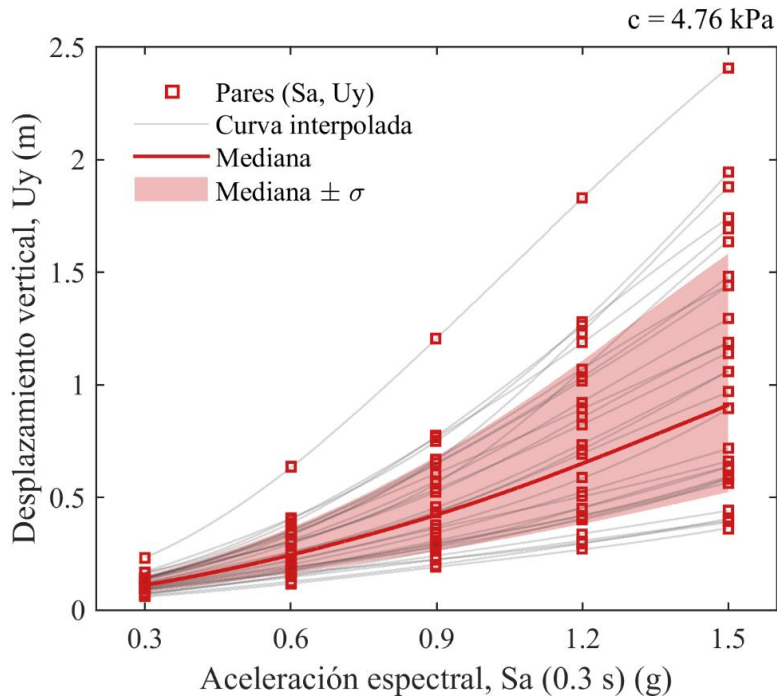 c = 4.76 kPa
2.5
2
1.5
1
0.5
0
Desplazamiento vertical, Uy (m)
Pares (Sa, Uy)
Curva interpolada
Mediana
Mediana ± σ
0.3 0.6 0.9 1.2 1.5
Aceleración espectral, Sa (0.3 s) (g)